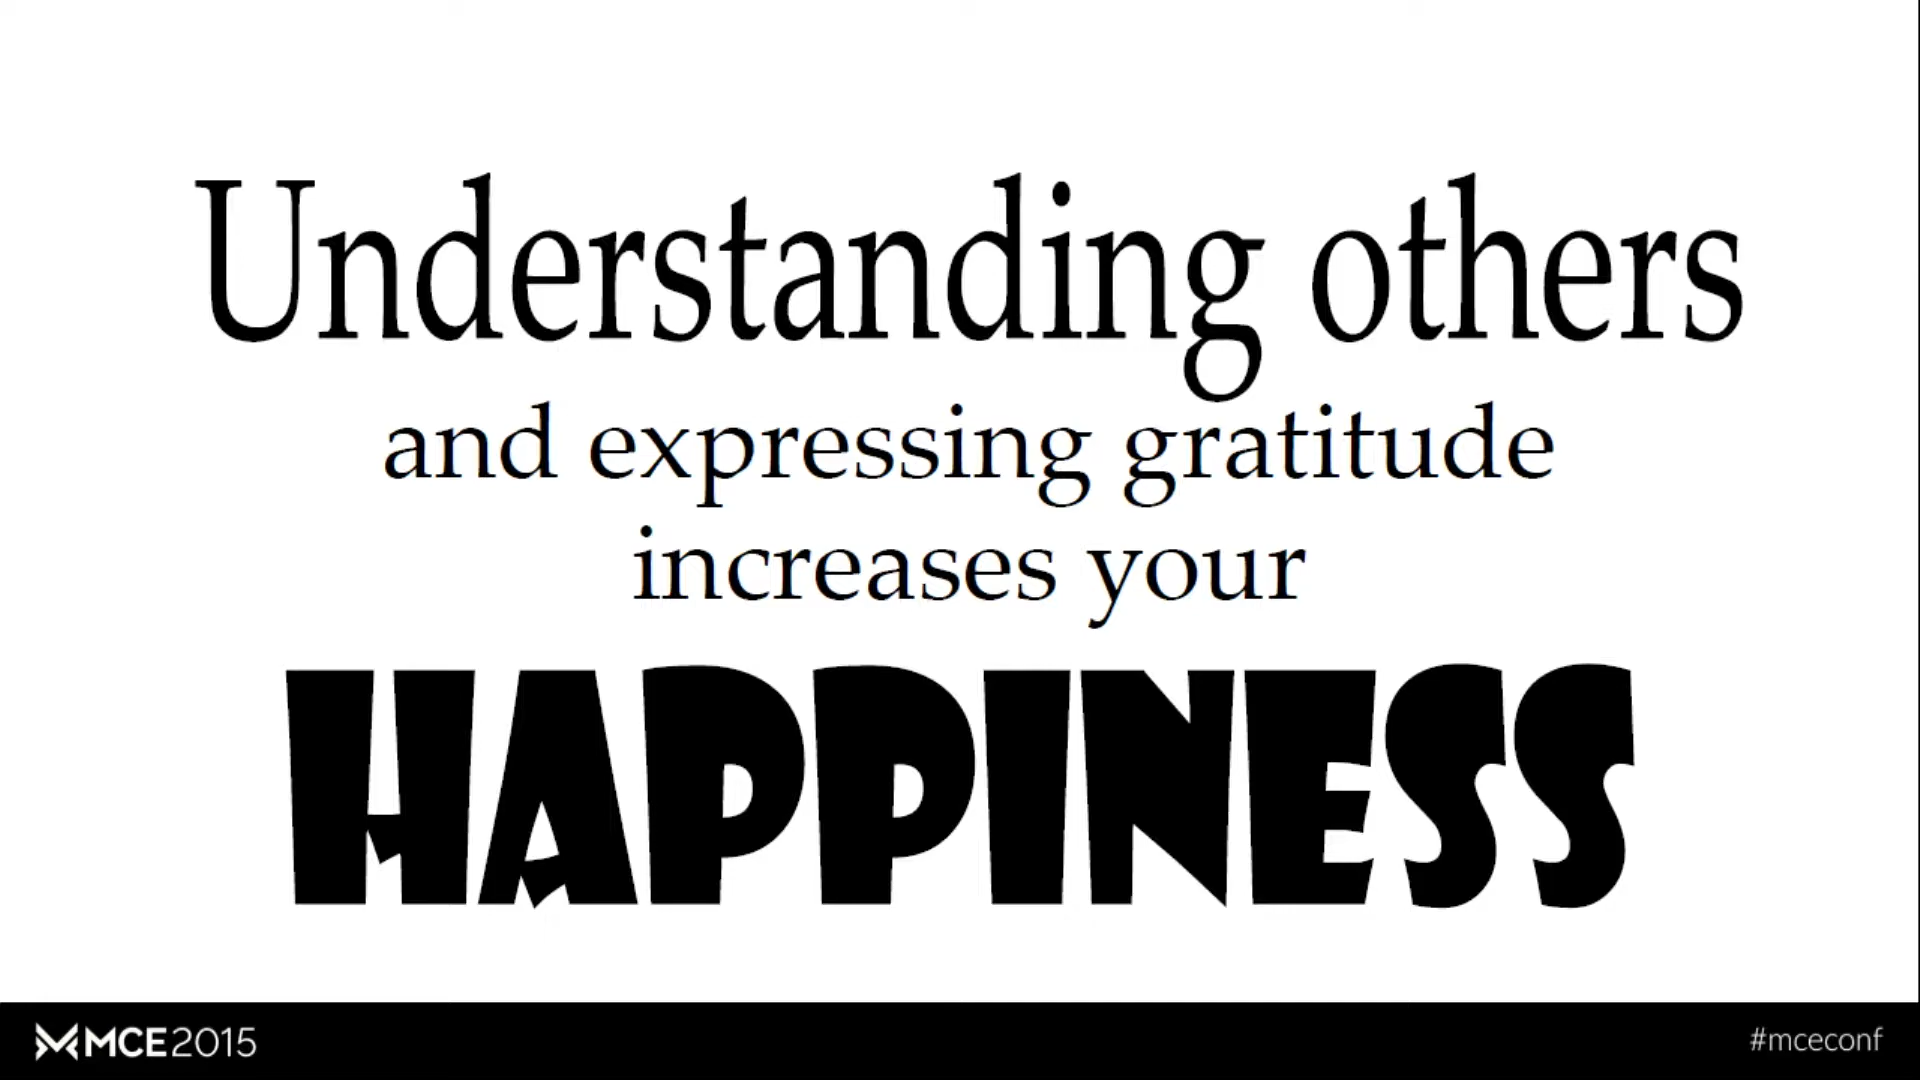 Understanding others
and expressing gratitude
increases your
HAPPINESS
MCE2015
#mceconf